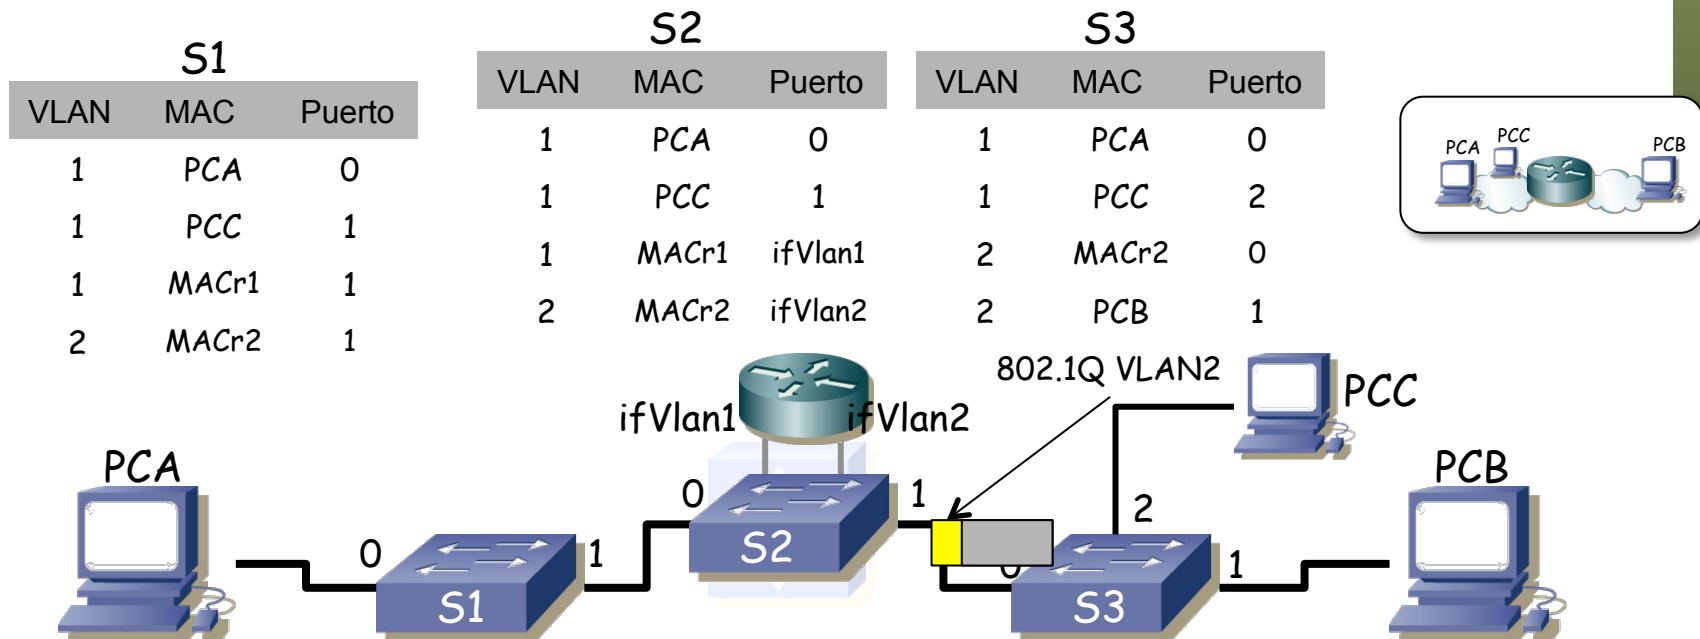 S1
VLAN MAC Puerto
1 PCA 0
1 PCC 1
1 MACr1 1
2 MACr2 1
S2
VLAN MAC Puerto
1 PCA 0
1 PCC 1
1 MACr1 ifVlan1
2 MACr2 ifVlan2
S3
VLAN MAC Puerto
1 PCA 0
1 PCC 2
2 MACr2 0
2 PCB 1
PCA PCC PCB
802.1Q VLAN2
PCC
ifVlan1 ifVlan2
PCA
PCB
0 1
2
0 1
0 1
S2
S1
S3